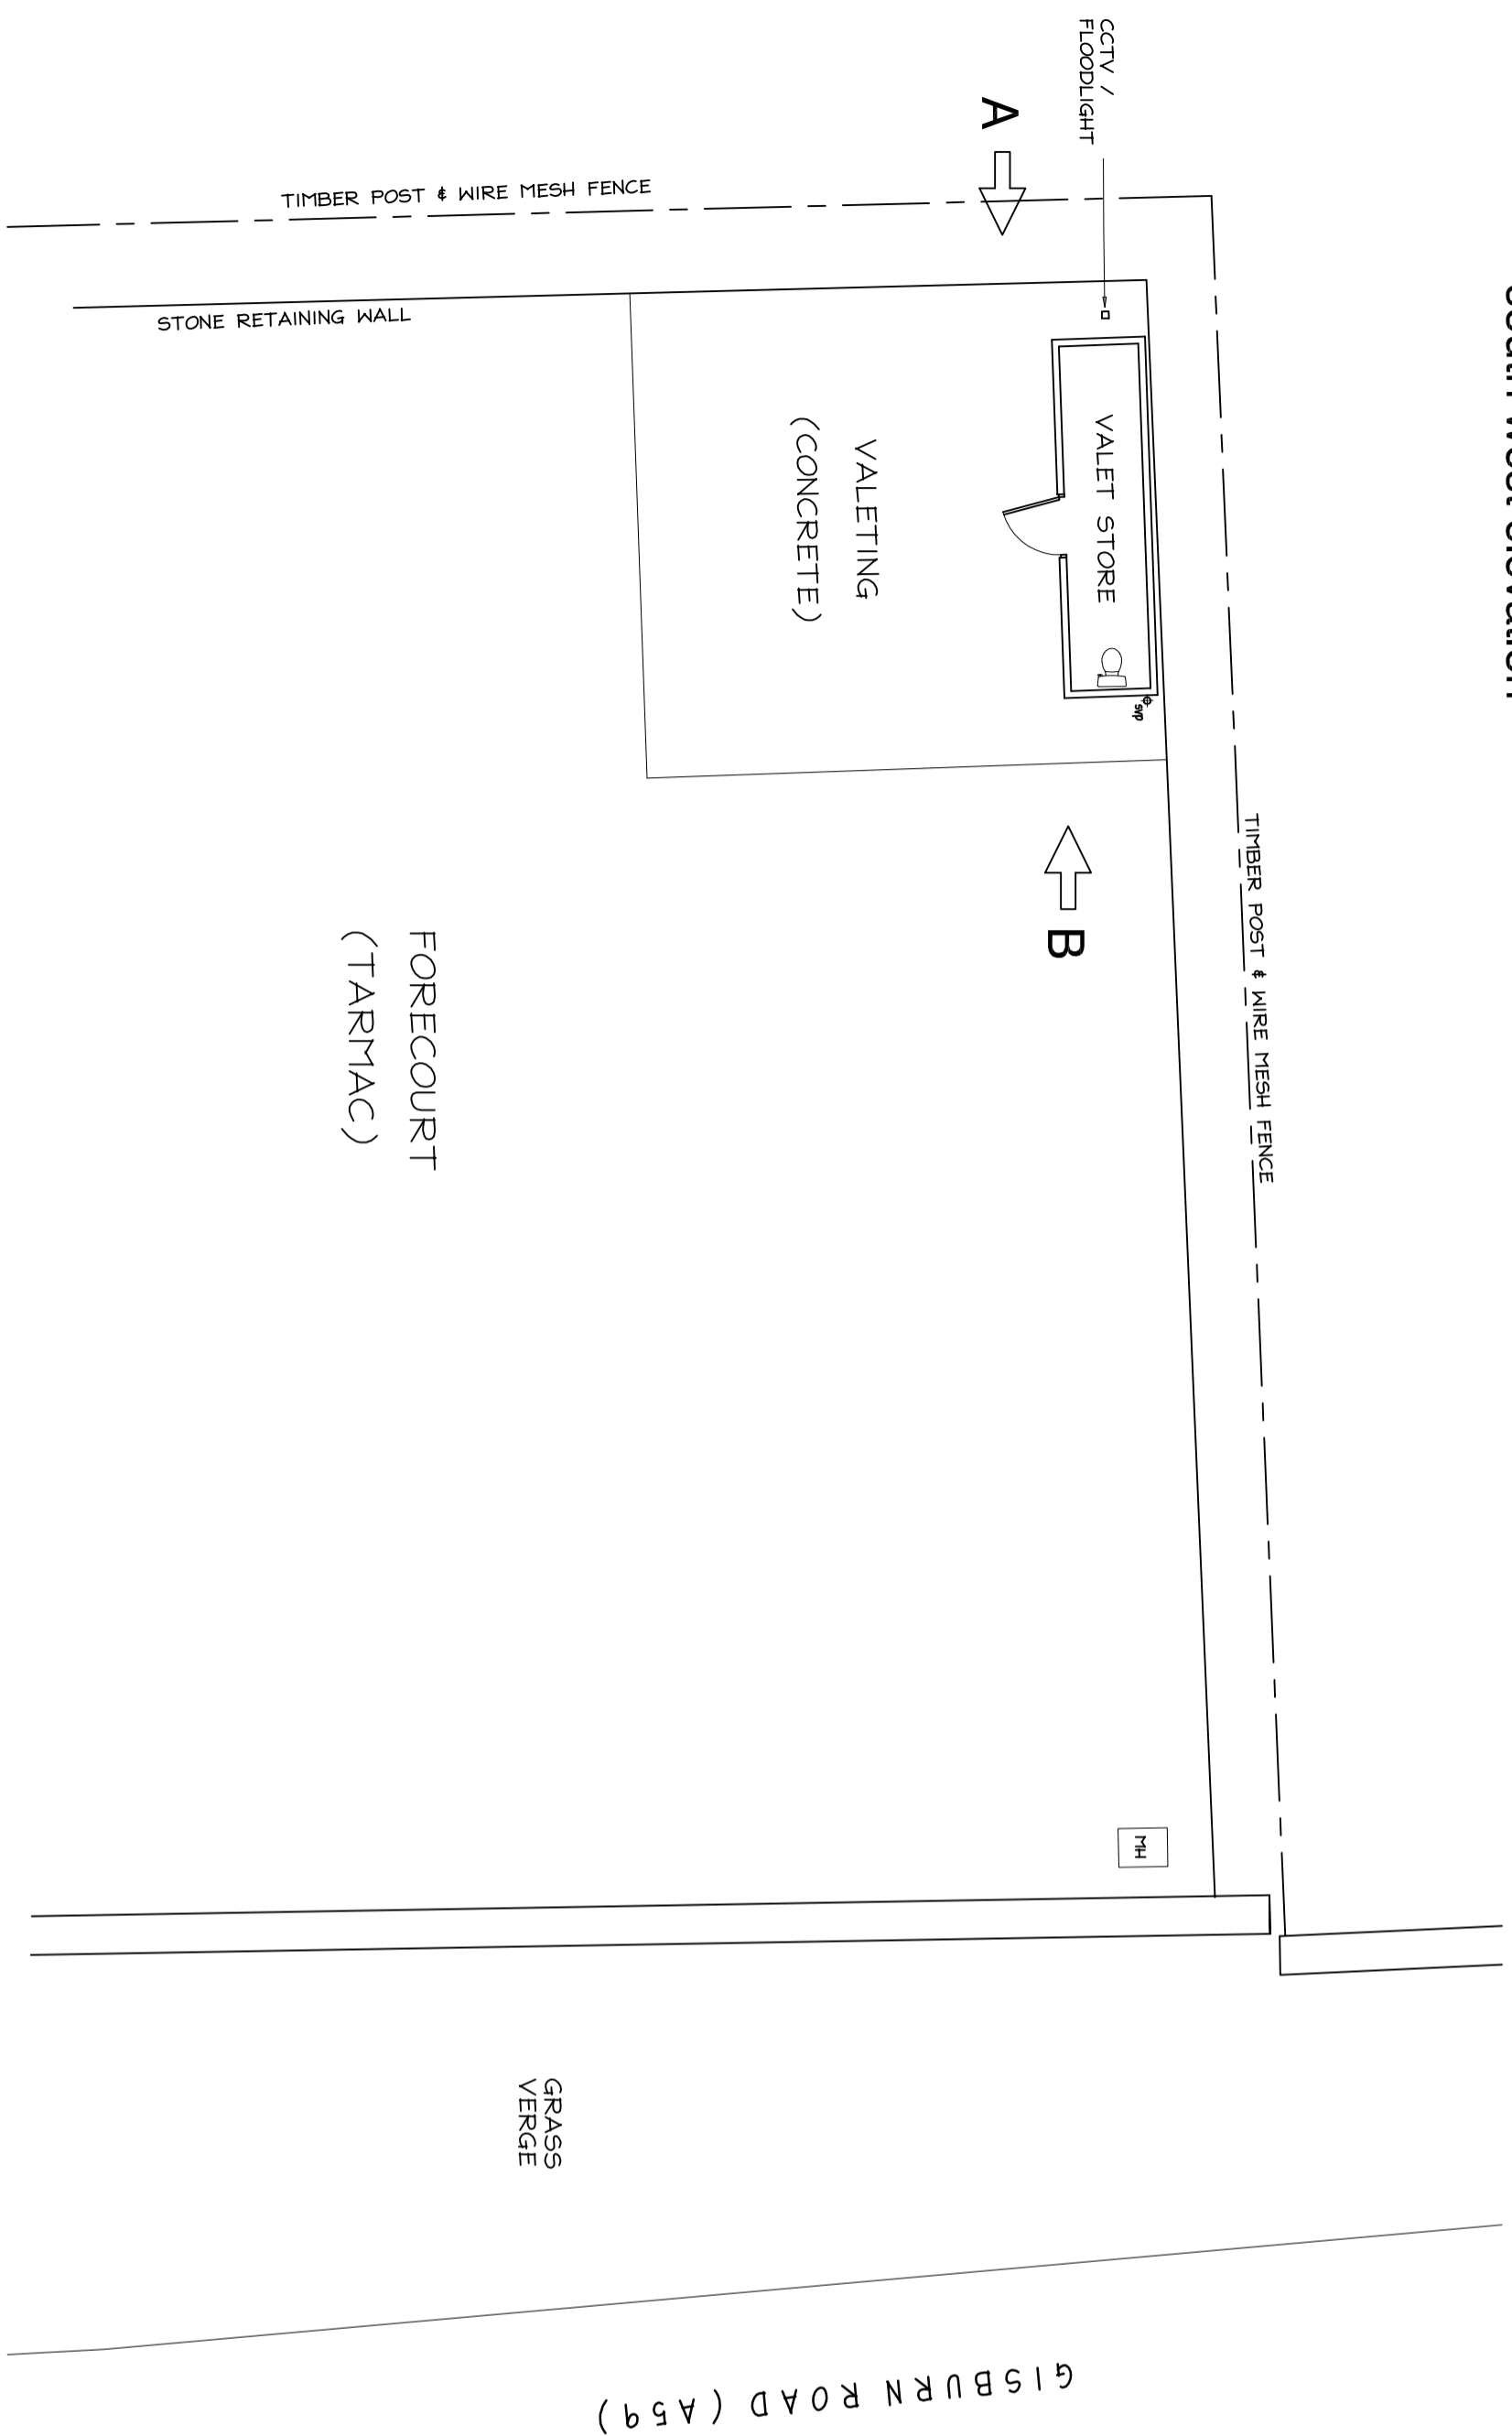 CCTV /
FLOODLIGHT
A
TIMBER POST & WIRE MESH FENCE
STONE RETAINING WALL
VALET STORE
VALETING
(CONCRETE)
svp
B
TIMBER POST & WIRE MESH FENCE
FORECOURT
(TARMAC)
MH
GRASS
VERGE
GISBURN ROAD (A59)